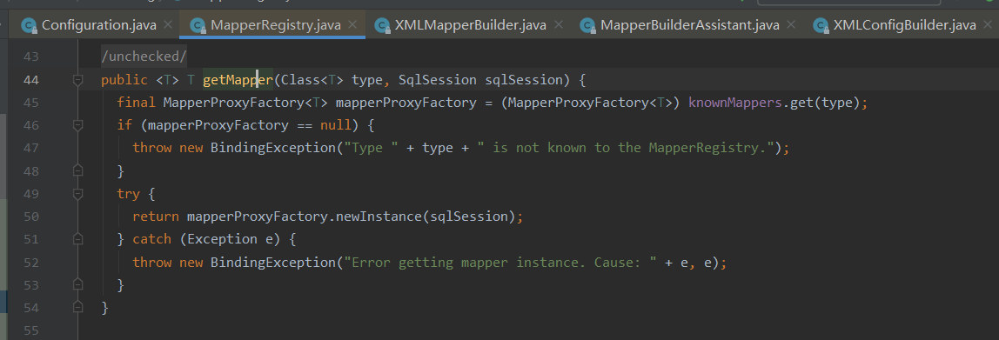 Configuration.java MapperRegistry.java XMLMapperBuilder.java MapperBuilderAssistant.java XMLConfigBuilder.java
43 /unchecked/
44 public <T> T getMapper(Class<T> type, SqlSession sqlSession) {
45 final MapperProxyFactory<T> mapperProxyFactory = (MapperProxyFactory<T>) knownMappers.get(type);
46 if (mapperProxyFactory == null) {
47 throw new BindingException("Type " + type + " is not known to the MapperRegistry.");
48 }
49 try {
50 return mapperProxyFactory.newInstance(sqlSession);
51 } catch (Exception e) {
52 throw new BindingException("Error getting mapper instance. Cause: " + e, e);
53 }
54 }
55